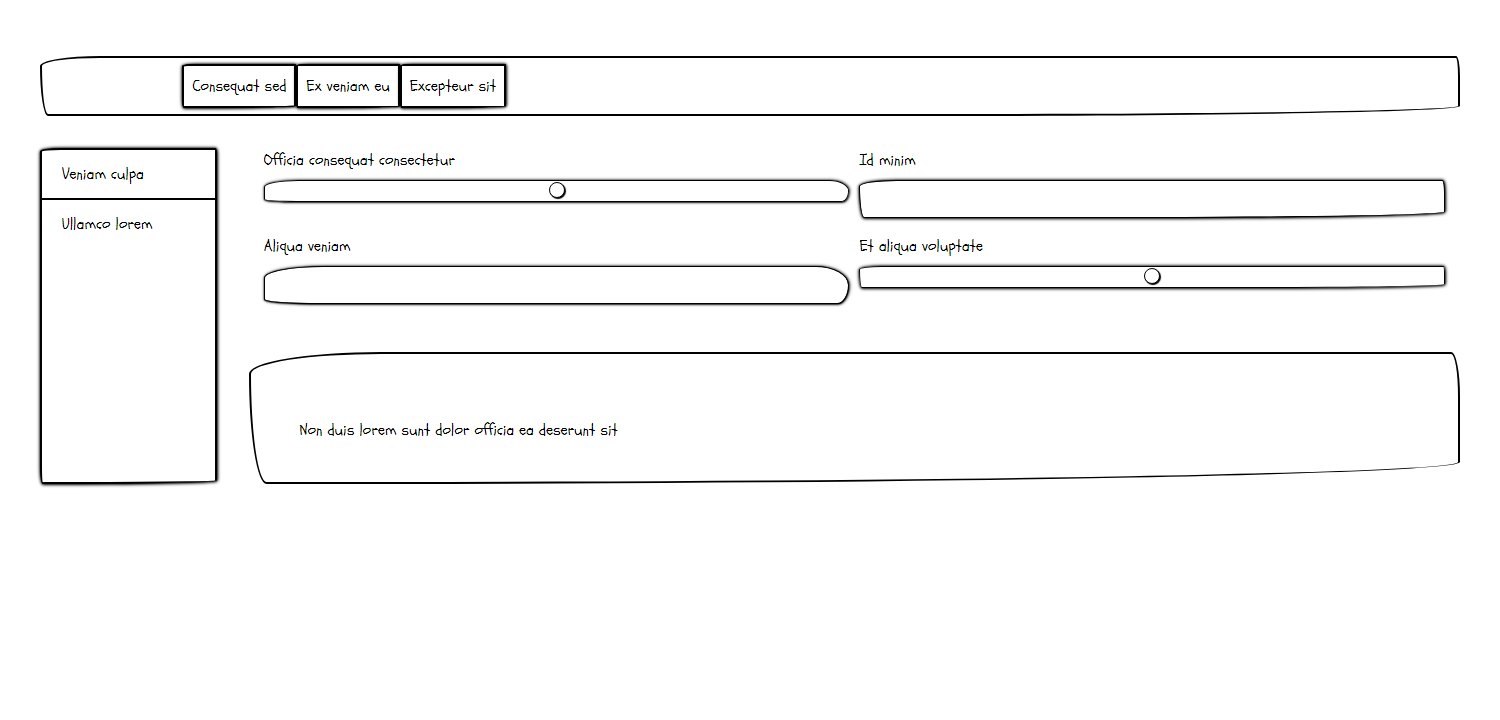 Consequat sed
Ex veniam eu
Excepteur sit
Veniam culpa
Ullamco lorem
Officia consequat consectetur
Id minim
Aliqua veniam
Et aliqua voluptate
Non duis lorem sunt dolor officia ea deserunt sit